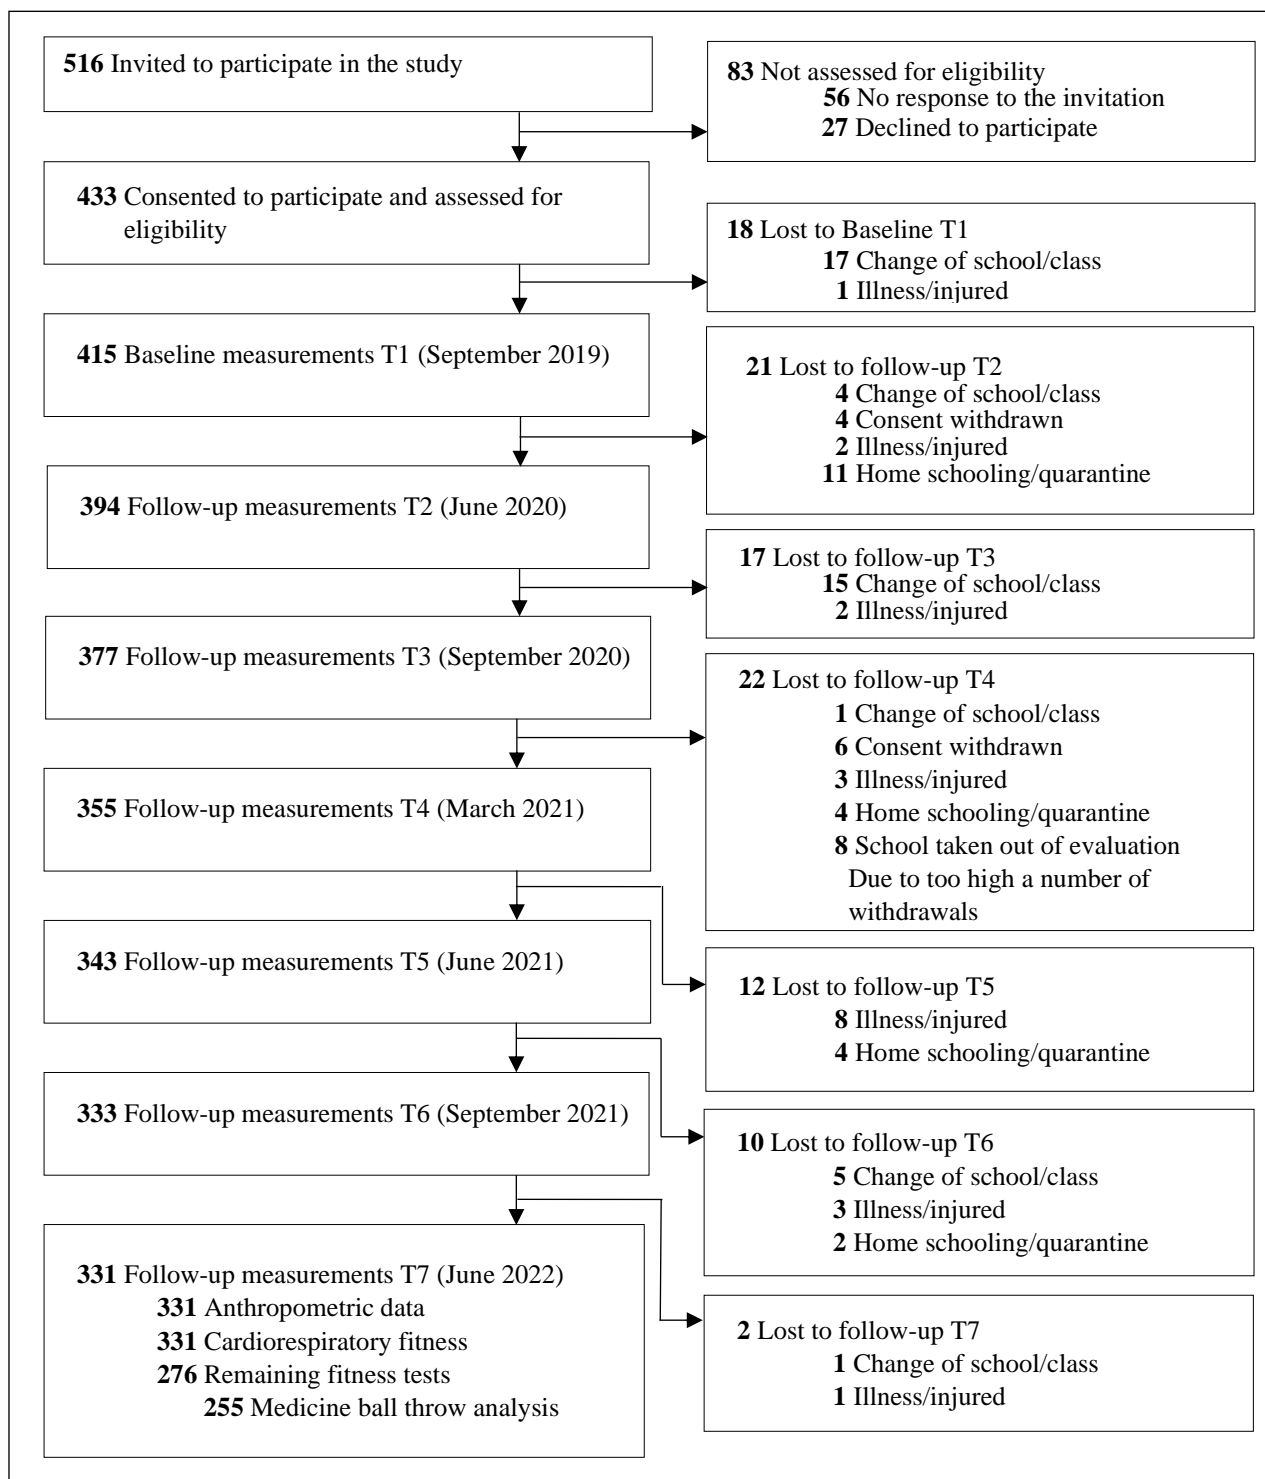 516 Invited to participate in the study
83 Not assessed for eligibility
56 No response to the invitation
27 Declined to participate
433 Consented to participate and assessed for
eligibility
18 Lost to Baseline T1
17 Change of school/class
1 Illness/injured
415 Baseline measurements T1 (September 2019)
21 Lost to follow-up T2
4 Change of school/class
4 Consent withdrawn
2 Illness/injured
11 Home schooling/quarantine
394 Follow-up measurements T2 (June 2020)
17 Lost to follow-up T3
15 Change of school/class
2 Illness/injured
377 Follow-up measurements T3 (September 2020)
22 Lost to follow-up T4
1 Change of school/class
6 Consent withdrawn
3 Illness/injured
4 Home schooling/quarantine
8 School taken out of evaluation
Due to too high a number of
withdrawals
355 Follow-up measurements T4 (March 2021)
12 Lost to follow-up T5
8 Illness/injured
4 Home schooling/quarantine
343 Follow-up measurements T5 (June 2021)
10 Lost to follow-up T6
5 Change of school/class
3 Illness/injured
2 Home schooling/quarantine
333 Follow-up measurements T6 (September 2021)
2 Lost to follow-up T7
1 Change of school/class
1 Illness/injured
331 Follow-up measurements T7 (June 2022)
331 Anthropometric data
331 Cardiorespiratory fitness
276 Remaining fitness tests
255 Medicine ball throw analysis